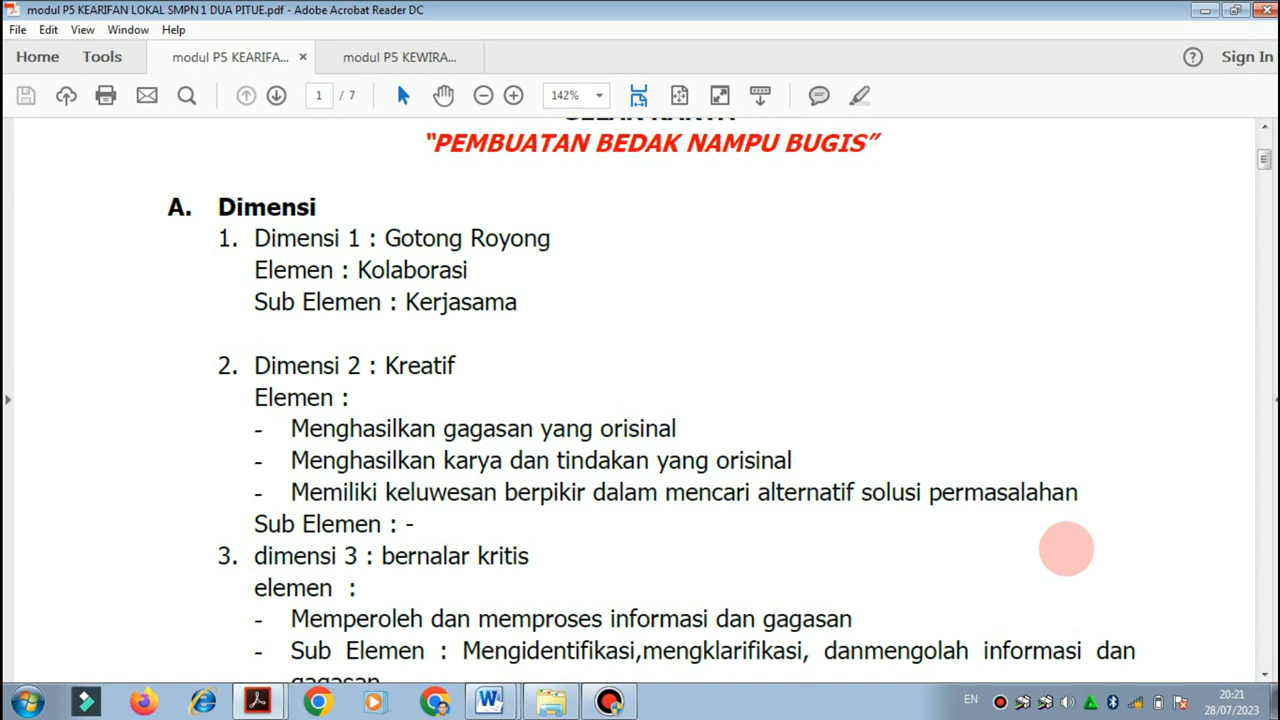 modul P5 KEARIFAN LOKAL SMPN 1 DUA PITUE.pdf - Adobe Acrobat Reader DC
File Edit View Window Help
Home Tools modul P5 KEARIFA... × modul P5 KEWIRA... Sign In
1 / 7 142%
GELAR KARYA
"PEMBUATAN BEDAK NAMPU BUGIS”
A. Dimensi
1. Dimensi 1 : Gotong Royong
Elemen : Kolaborasi
Sub Elemen : Kerjasama
2. Dimensi 2 : Kreatif
Elemen :
- Menghasilkan gagasan yang orisinal
- Menghasilkan karya dan tindakan yang orisinal
- Memiliki keluwesan berpikir dalam mencari alternatif solusi permasalahan
Sub Elemen : -
3. dimensi 3 : bernalar kritis
elemen :
- Memperoleh dan memproses informasi dan gagasan
- Sub Elemen : Mengidentifikasi,mengklarifikasi, danmengolah informasi dan
gagasan
EN 20:21
28/07/2023